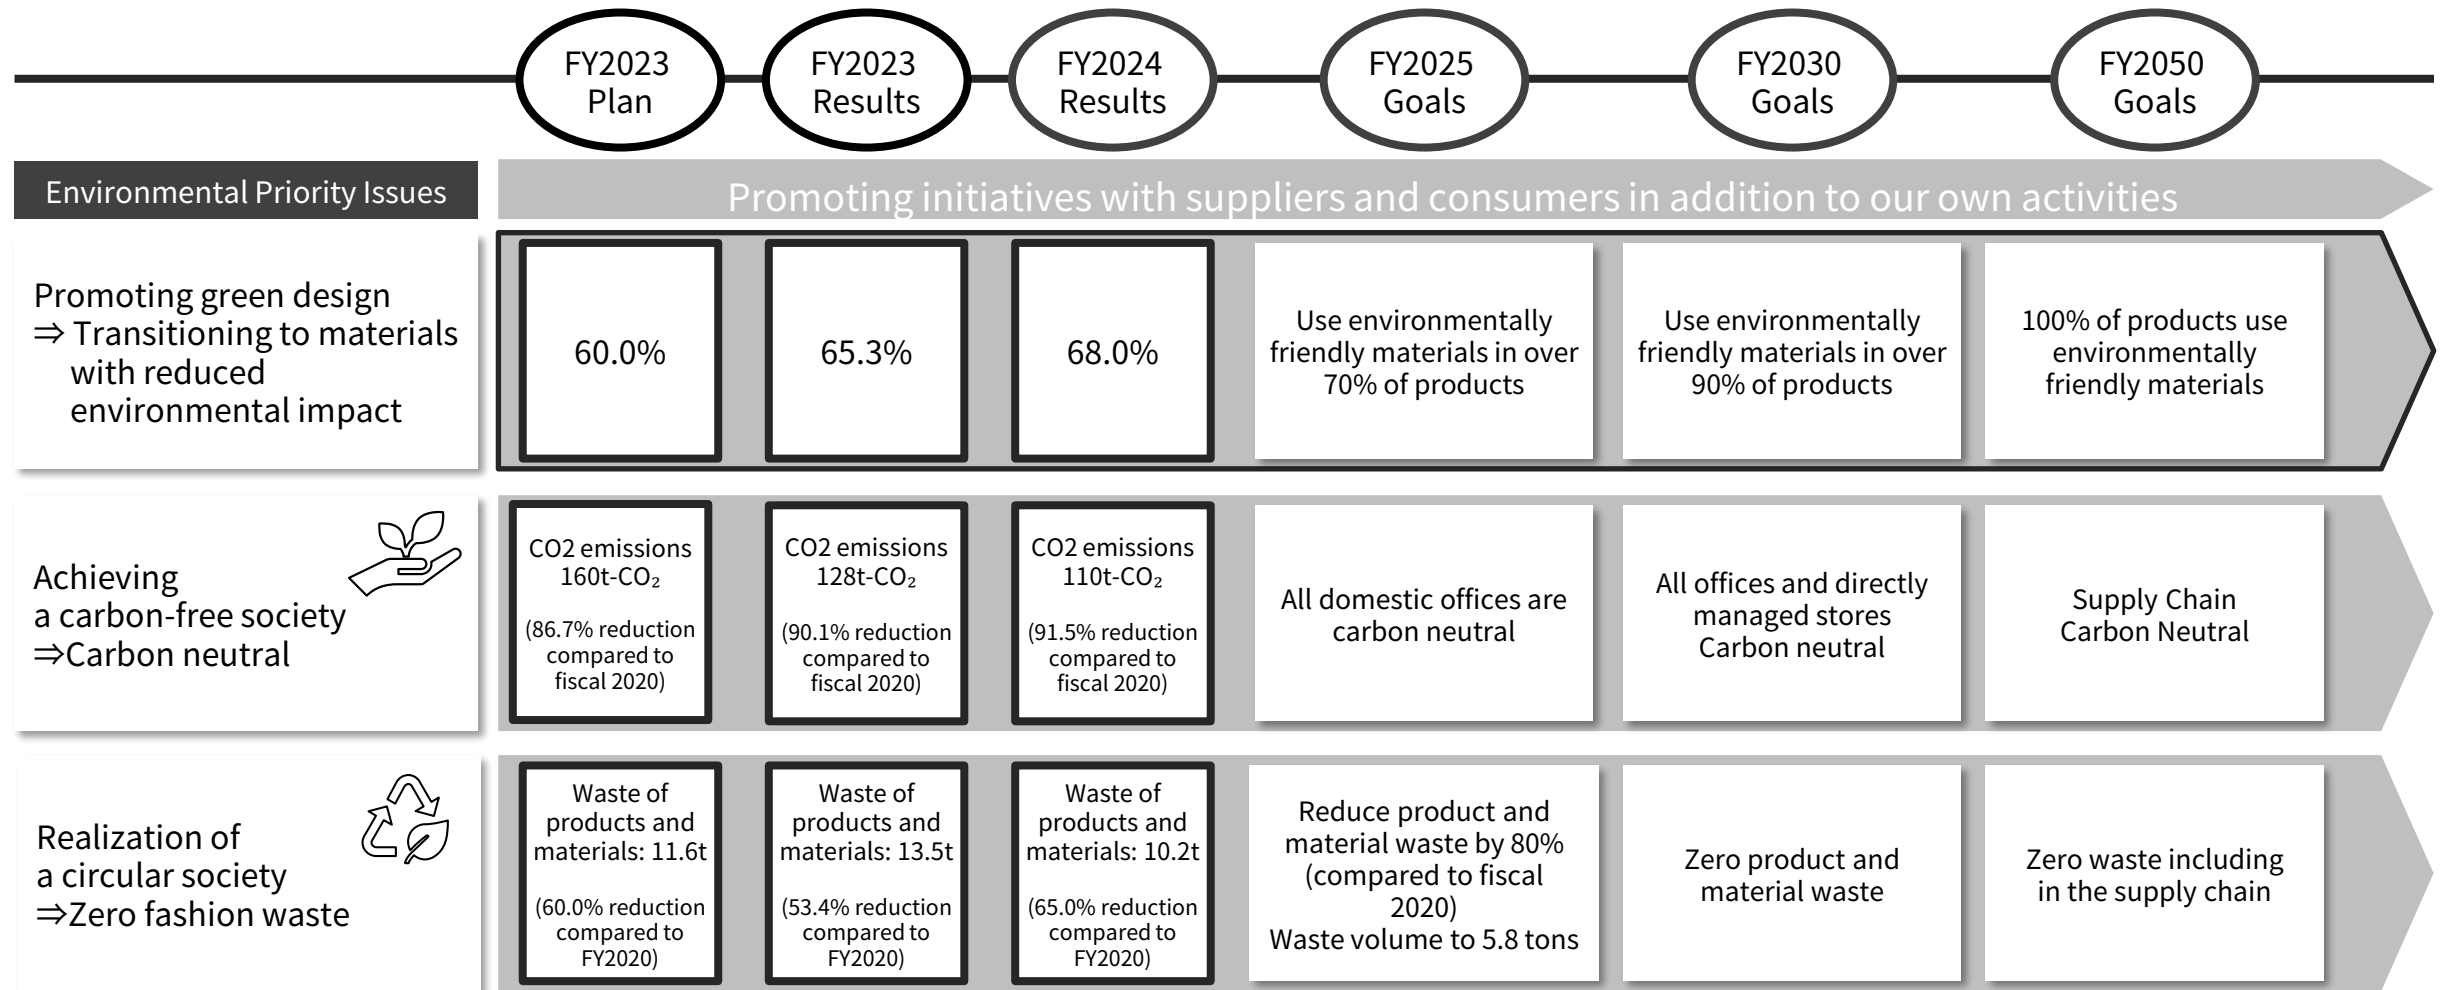 FY2023
Plan
FY2023
Results
FY2024
Results
FY2025
Goals
FY2030
Goals
FY2050
Goals
Environmental Priority Issues
Promoting initiatives with suppliers and consumers in addition to our own activities
Promoting green design
⇒ Transitioning to materials
with reduced
environmental impact
60.0%
65.3%
68.0%
Use environmentally
friendly materials in over
70% of products
Use environmentally
friendly materials in over
90% of products
100% of products use
environmentally
friendly materials
Achieving
a carbon-free society
⇒Carbon neutral
CO2 emissions
160t-CO₂
(86.7% reduction
compared to
fiscal 2020)
CO2 emissions
128t-CO₂
(90.1% reduction
compared to
fiscal 2020)
CO2 emissions
110t-CO₂
(91.5% reduction
compared to
fiscal 2020)
All domestic offices are
carbon neutral
All offices and directly
managed stores
Carbon neutral
Supply Chain
Carbon Neutral
Realization of
a circular society
⇒Zero fashion waste
Waste of
products and
materials: 11.6t
(60.0% reduction
compared to
FY2020)
Waste of
products and
materials: 13.5t
(53.4% reduction
compared to
FY2020)
Waste of
products and
materials: 10.2t
(65.0% reduction
compared to
FY2020)
Reduce product and
material waste by 80%
(compared to fiscal
2020)
Waste volume to 5.8 tons
Zero product and
material waste
Zero waste including
in the supply chain